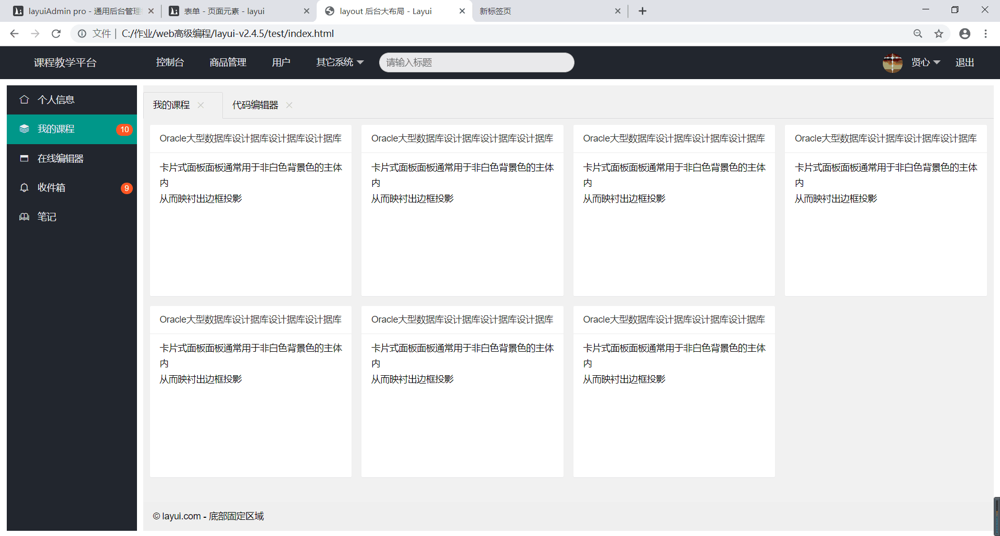 layuiAdmin pro - 通用后台管理
表单 - 页面元素 - layui
layout 后台大布局 - Layui
新标签页
文件 | C:/作业/web高级编程/layui-v2.4.5/test/index.html
课程教学平台
控制台
商品管理
用户
其它系统
请输入标题
贤心
退出
个人信息
我的课程
10
在线编辑器
收件箱
9
笔记
我的课程
代码编辑器
Oracle大型数据库设计据库设计据库设计据库
卡片式面板面板通常用于非白色背景色的主体
内
从而映衬出边框投影
Oracle大型数据库设计据库设计据库设计据库
卡片式面板面板通常用于非白色背景色的主体
内
从而映衬出边框投影
Oracle大型数据库设计据库设计据库设计据库
卡片式面板面板通常用于非白色背景色的主体
内
从而映衬出边框投影
Oracle大型数据库设计据库设计据库设计据库
卡片式面板面板通常用于非白色背景色的主体
内
从而映衬出边框投影
Oracle大型数据库设计据库设计据库设计据库
卡片式面板面板通常用于非白色背景色的主体
内
从而映衬出边框投影
Oracle大型数据库设计据库设计据库设计据库
卡片式面板面板通常用于非白色背景色的主体
内
从而映衬出边框投影
Oracle大型数据库设计据库设计据库设计据库
卡片式面板面板通常用于非白色背景色的主体
内
从而映衬出边框投影
© layui.com - 底部固定区域